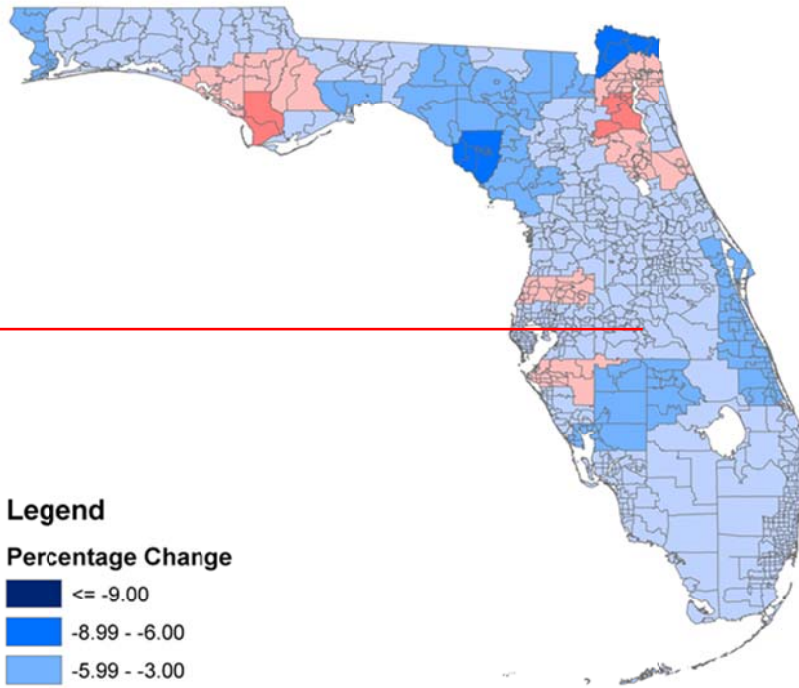 Legend
Percentage Change
<= -9.00
-8.99 - -6.00
-5.99 - -3.00